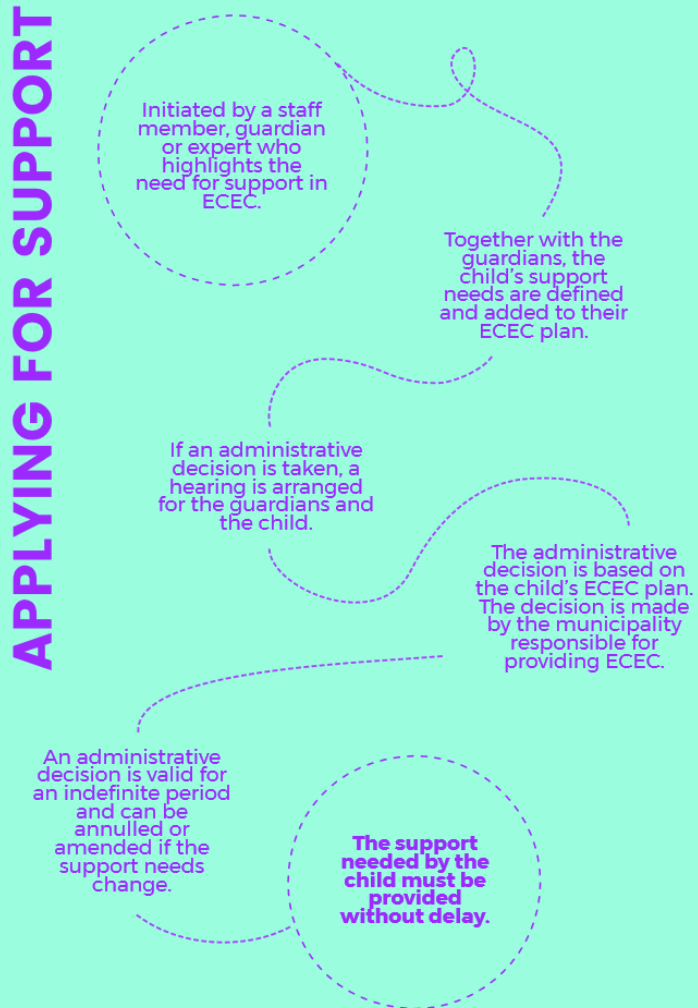 APPLYING FOR SUPPORT
Initiated by a staff
member, guardian
or expert who
highlights the
need for support in
ECEC.
Together with the
guardians, the
child's support
needs are defined
and added to their
ECEC plan.
If an administrative
decision is taken, a
hearing is arranged
for the guardians and
the child.
The administrative
decision is based on
the child's ECEC plan.
The decision is made
by the municipality
responsible for
providing ECEC.
An administrative
decision is valid for
an indefinite period
and can be
annulled or
amended if the
support needs
change.
The support
needed by the
child must be
provided
without delay.